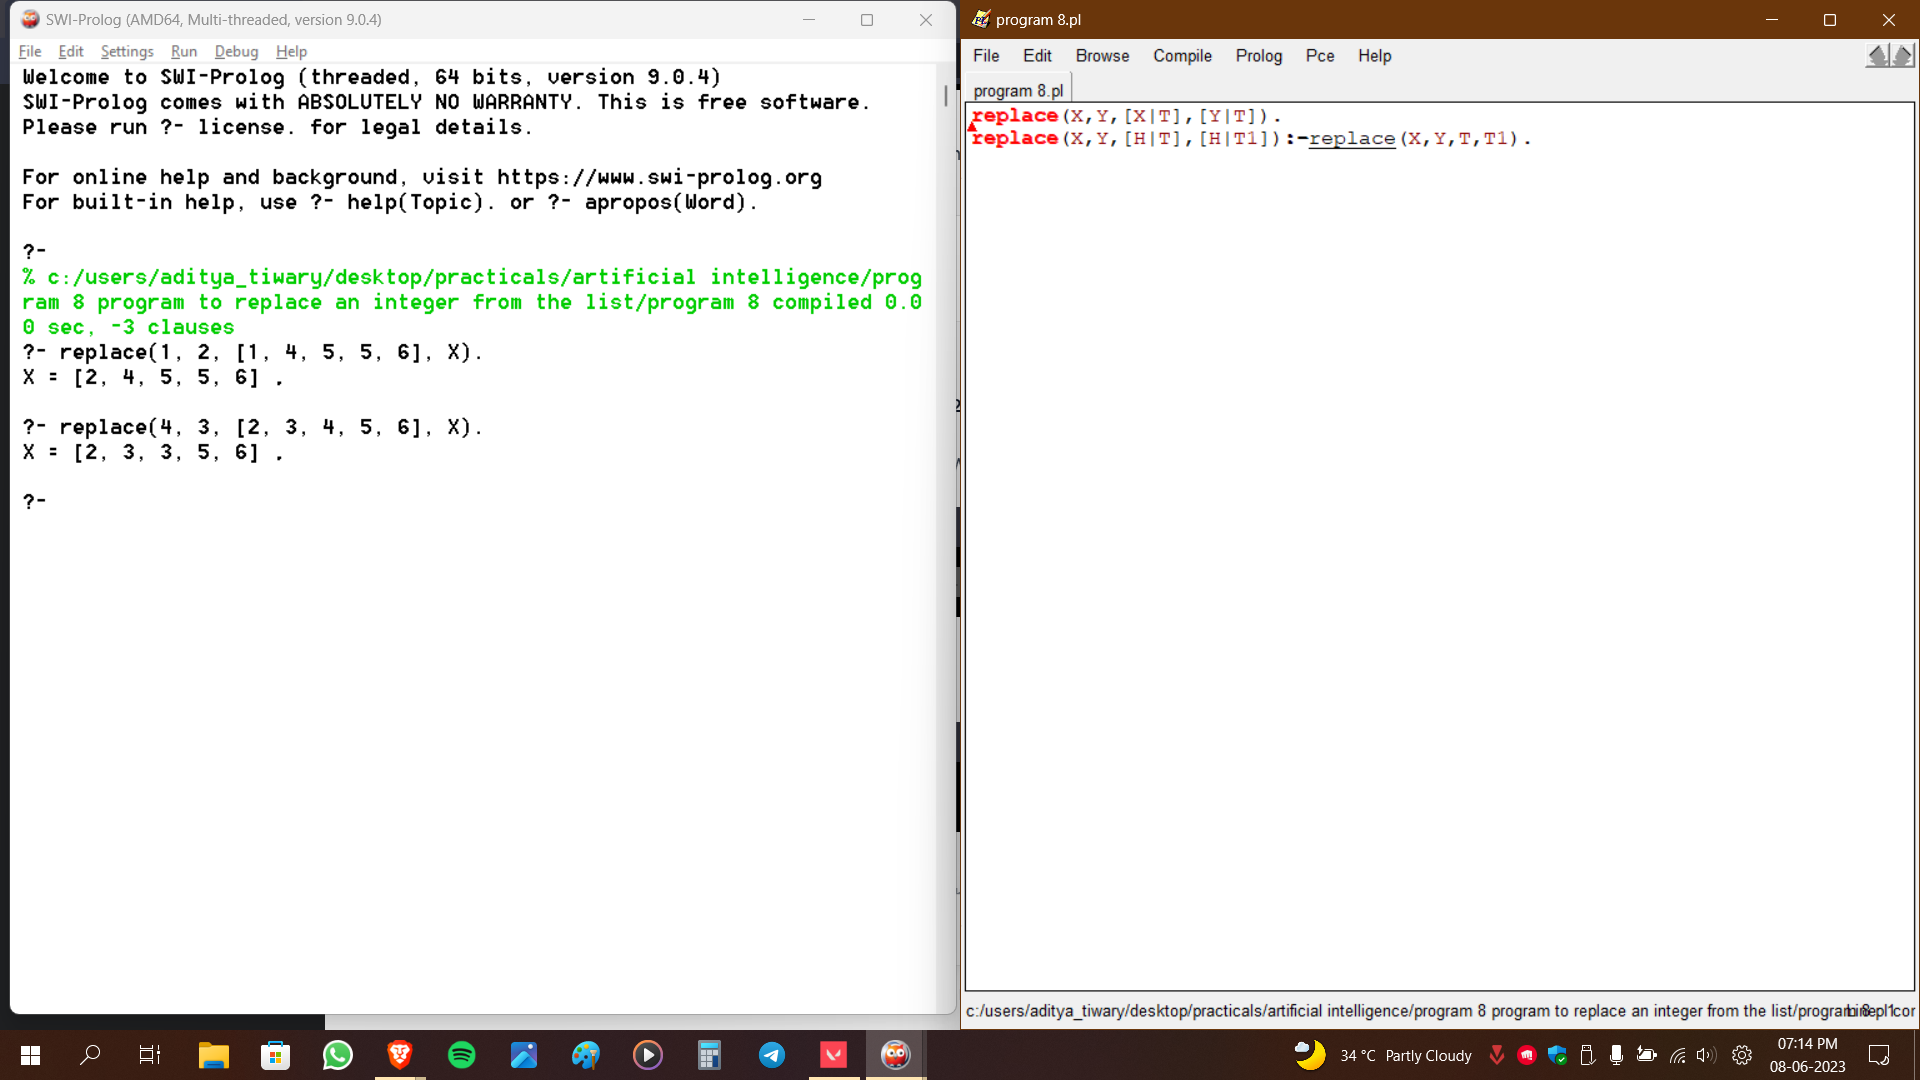 SWI-Prolog (AMD64, Multi-threaded, version 9.0.4)
File Edit Settings Run Debug Help
Welcome to SWI-Prolog (threaded, 64 bits, version 9.0.4)
SWI-Prolog comes with ABSOLUTELY NO WARRANTY. This is free software.
Please run ?- license. for legal details.
For online help and background, visit https://www.swi-prolog.org
For built-in help, use ?- help(Topic). or ?- apropos(Word).
?-
% c:/users/aditya_tiwary/desktop/practicals/artificial intelligence/prog
ram 8 program to replace an integer from the list/program 8 compiled 0.0
0 sec, -3 clauses
?- replace(1, 2, [1, 4, 5, 5, 6], X).
X = [2, 4, 5, 5, 6] .
?- replace(4, 3, [2, 3, 4, 5, 6], X).
X = [2, 3, 3, 5, 6] .
?-
program 8.pl
File Edit Browse Compile Prolog Pce Help
program 8.pl
replace(X,Y,[X|T],[Y|T]).
replace(X,Y,[H|T],[H|T1]):-replace(X,Y,T,T1).
c:/users/aditya_tiwary/desktop/practicals/artificial intelligence/program 8 program to replace an integer from the list/program
34 °C Partly Cloudy
07:14 PM
08-06-2023